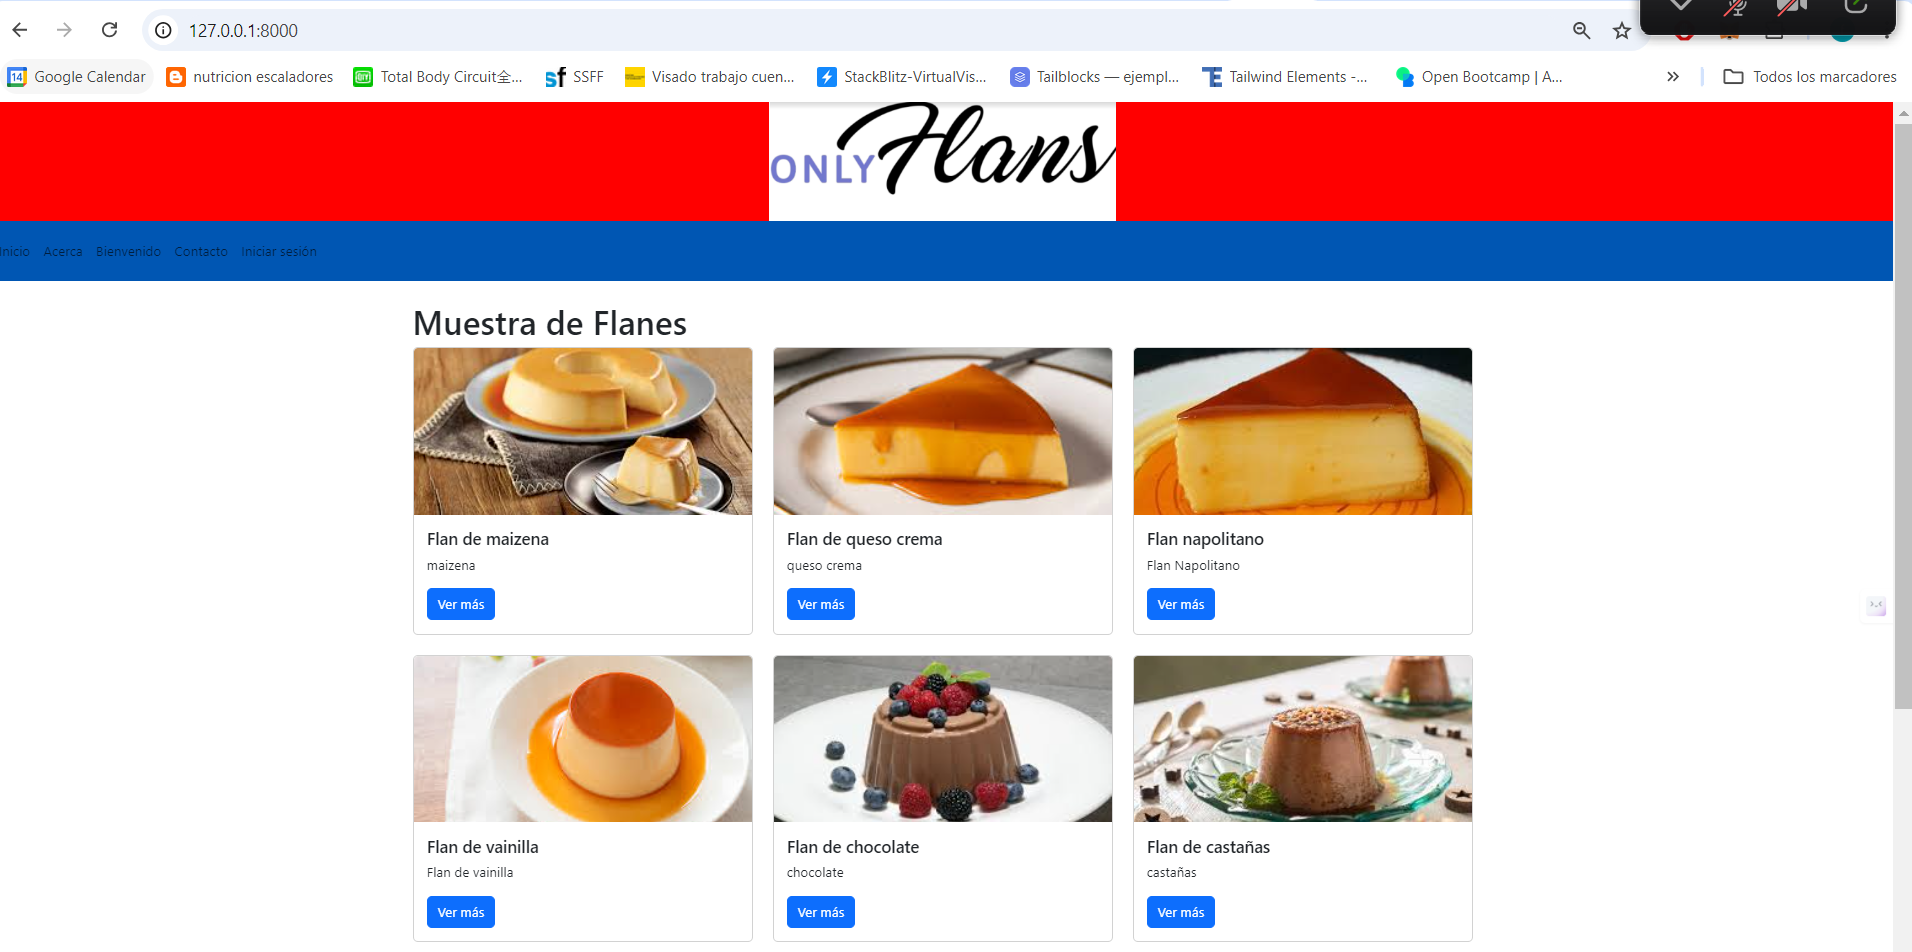 127.0.0.1:8000
14 Google Calendar
nutricion escaladores
Total Body Circuit全...
sf SSFF
Visado trabajo cuen...
StackBlitz-VirtualVis...
Tailblocks — ejempl...
TE Tailwind Elements -...
Open Bootcamp | A...
» Todos los marcadores
ONLY Flans
Inicio Acerca Bienvenido Contacto Iniciar sesión
Muestra de Flanes
Flan de maizena
maizena
Ver más
Flan de queso crema
queso crema
Ver más
Flan napolitano
Flan Napolitano
Ver más
Flan de vainilla
Flan de vainilla
Ver más
Flan de chocolate
chocolate
Ver más
Flan de castañas
castañas
Ver más